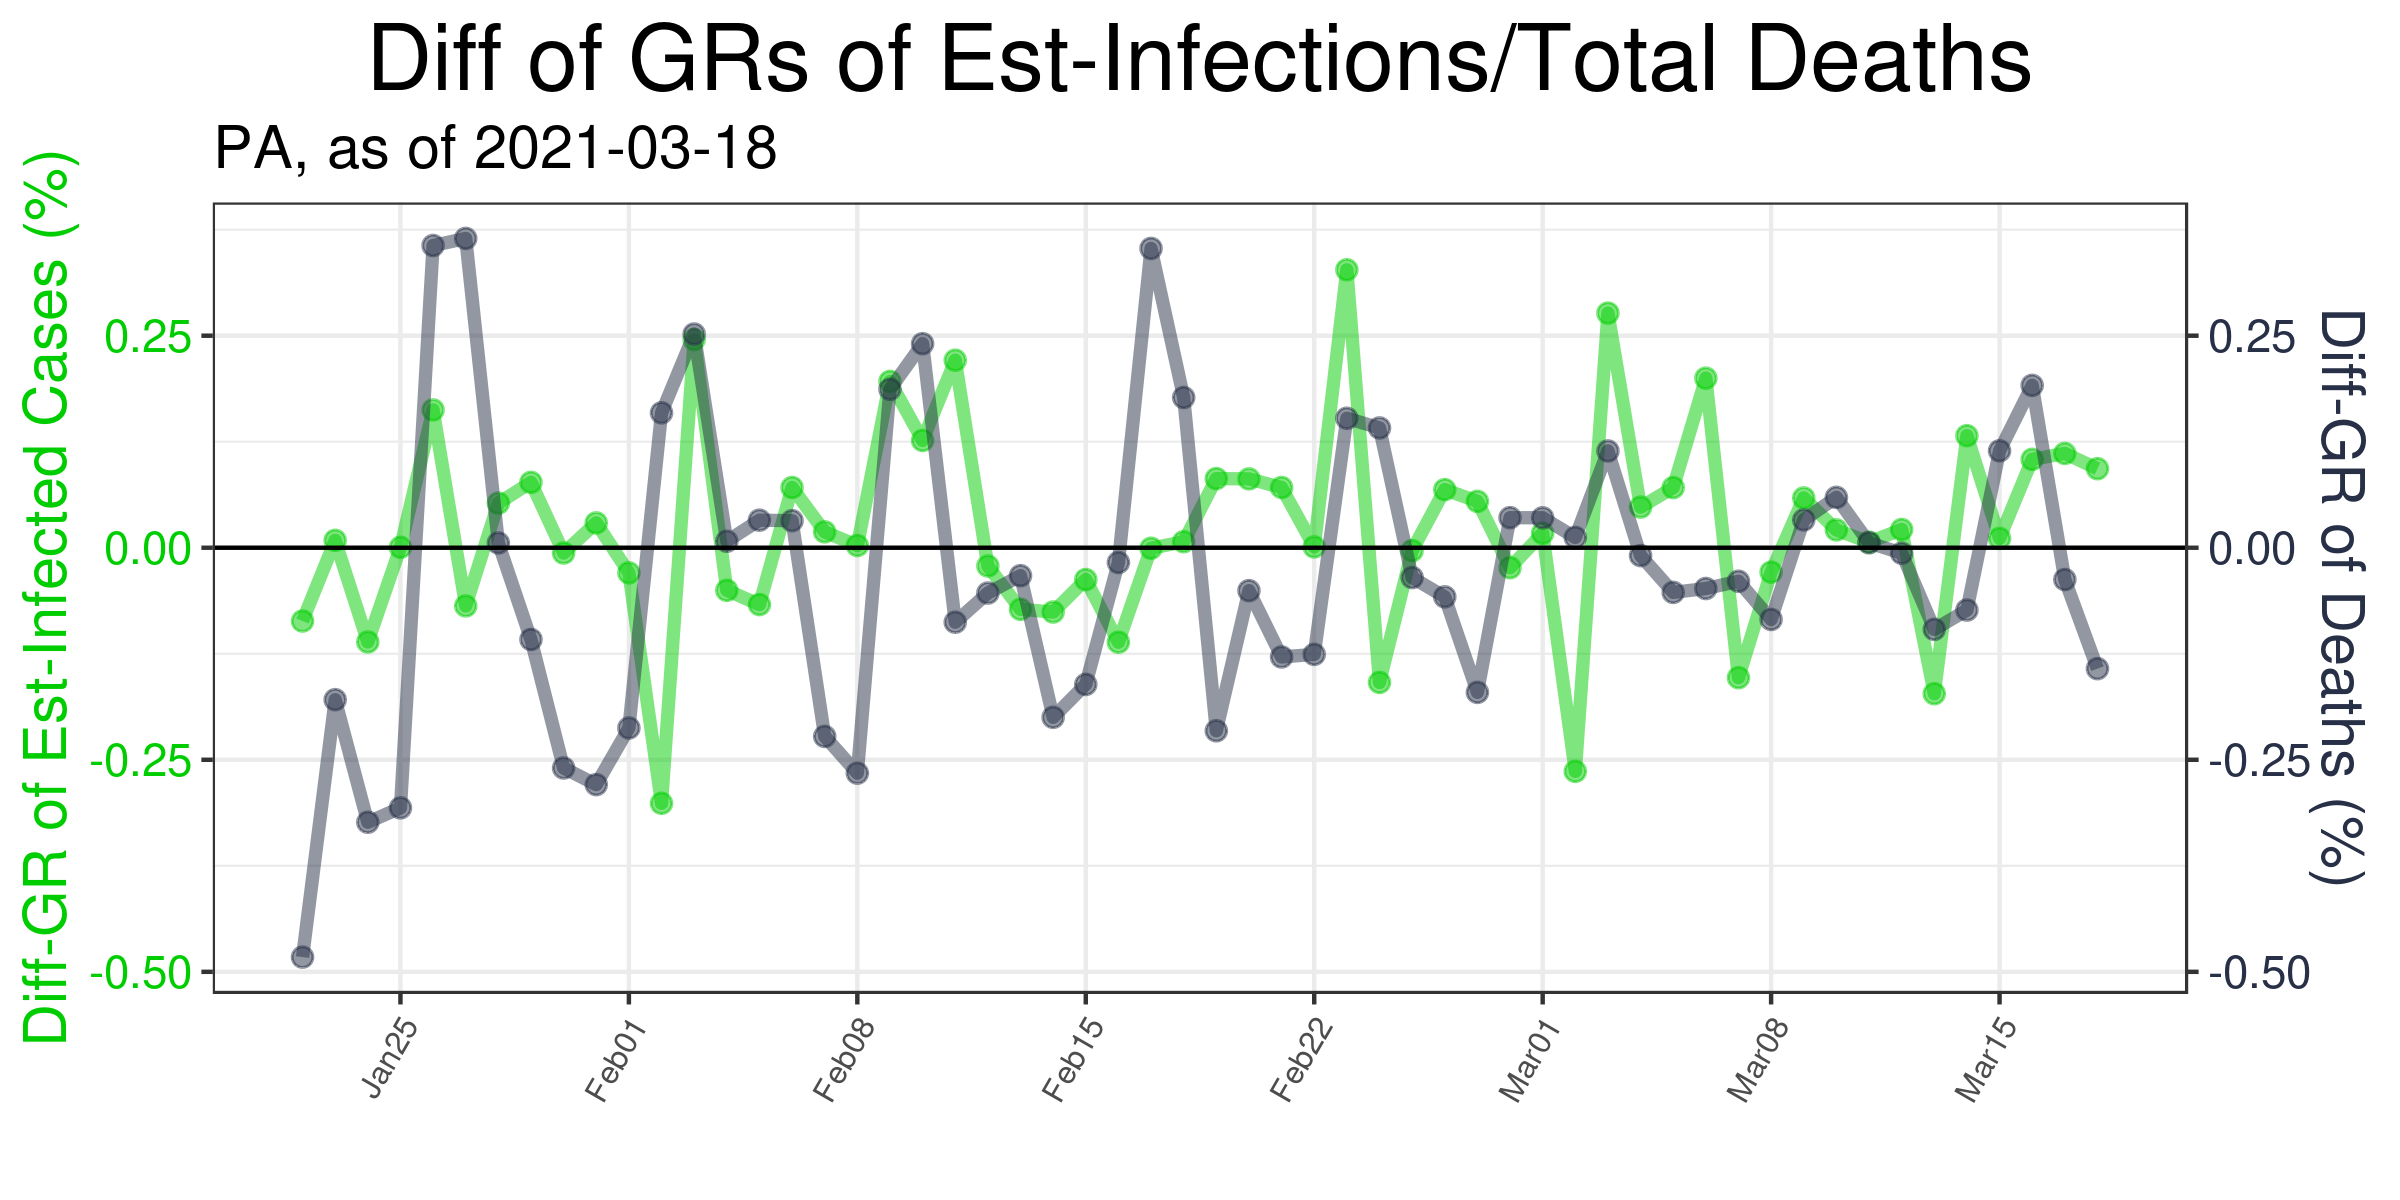 Diff of GRs of Est-Infections/Total Deaths
PA, as of 2021-03-18
Diff-GR of Est-Infected Cases (%)
0.25
0.00
-0.25
-0.50
0.25
0.00
-0.25
-0.50
Diff-GR of Deaths (%)
Jan25
Feb01
Feb08
Feb15
Feb22
Mar01
Mar08
Mar15